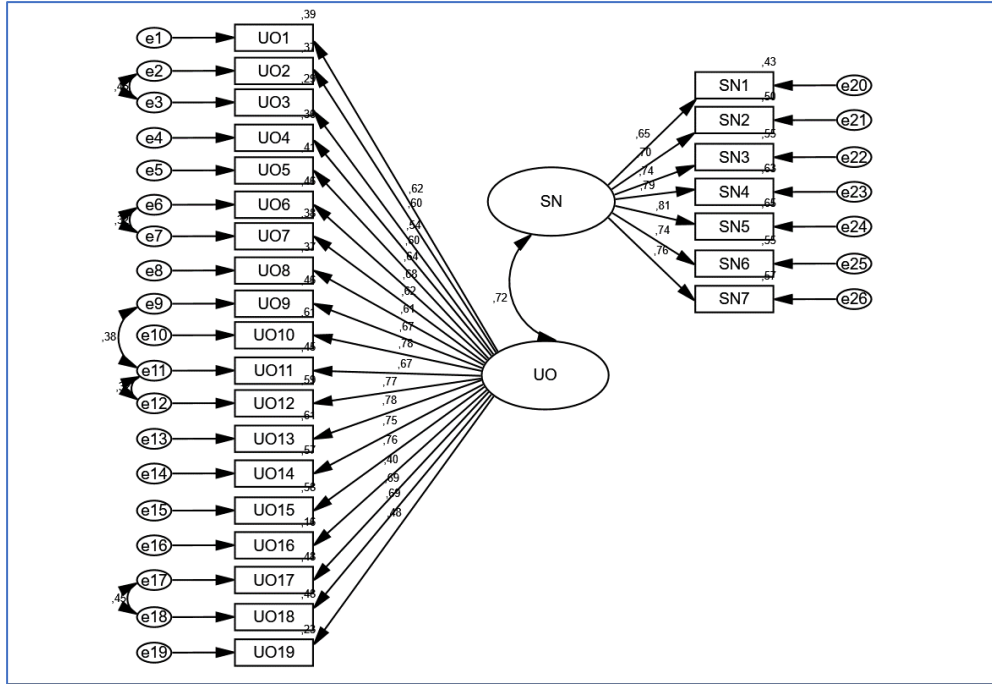 ,39
e1
UO1
,37
e2
UO2
,29
e3
UO3
e4
UO4
,41
e5
UO5
,46
e6
UO6
,38
e7
UO7
,37
e8
UO8
,46
e9
UO9
,61
,38
e10
UO10
,45
e11
UO11
,59
e12
UO12
,61
e13
UO13
,57
e14
UO14
,58
e15
UO15
,16
e16
UO16
,48
e17
UO17
,45
,48
e18
UO18
,23
e19
UO19
,62
,60
,54
,60
,64
,68
,62
,61
,67
,78
,67
,77
,78
,75
,76
,40
,69
,69
,48
UO
,72
SN
,65
,70
,74
,79
,81
,74
,76
,43
SN1
e20
,50
SN2
e21
,55
SN3
e22
,63
SN4
e23
,65
SN5
e24
,55
SN6
e25
,57
SN7
e26